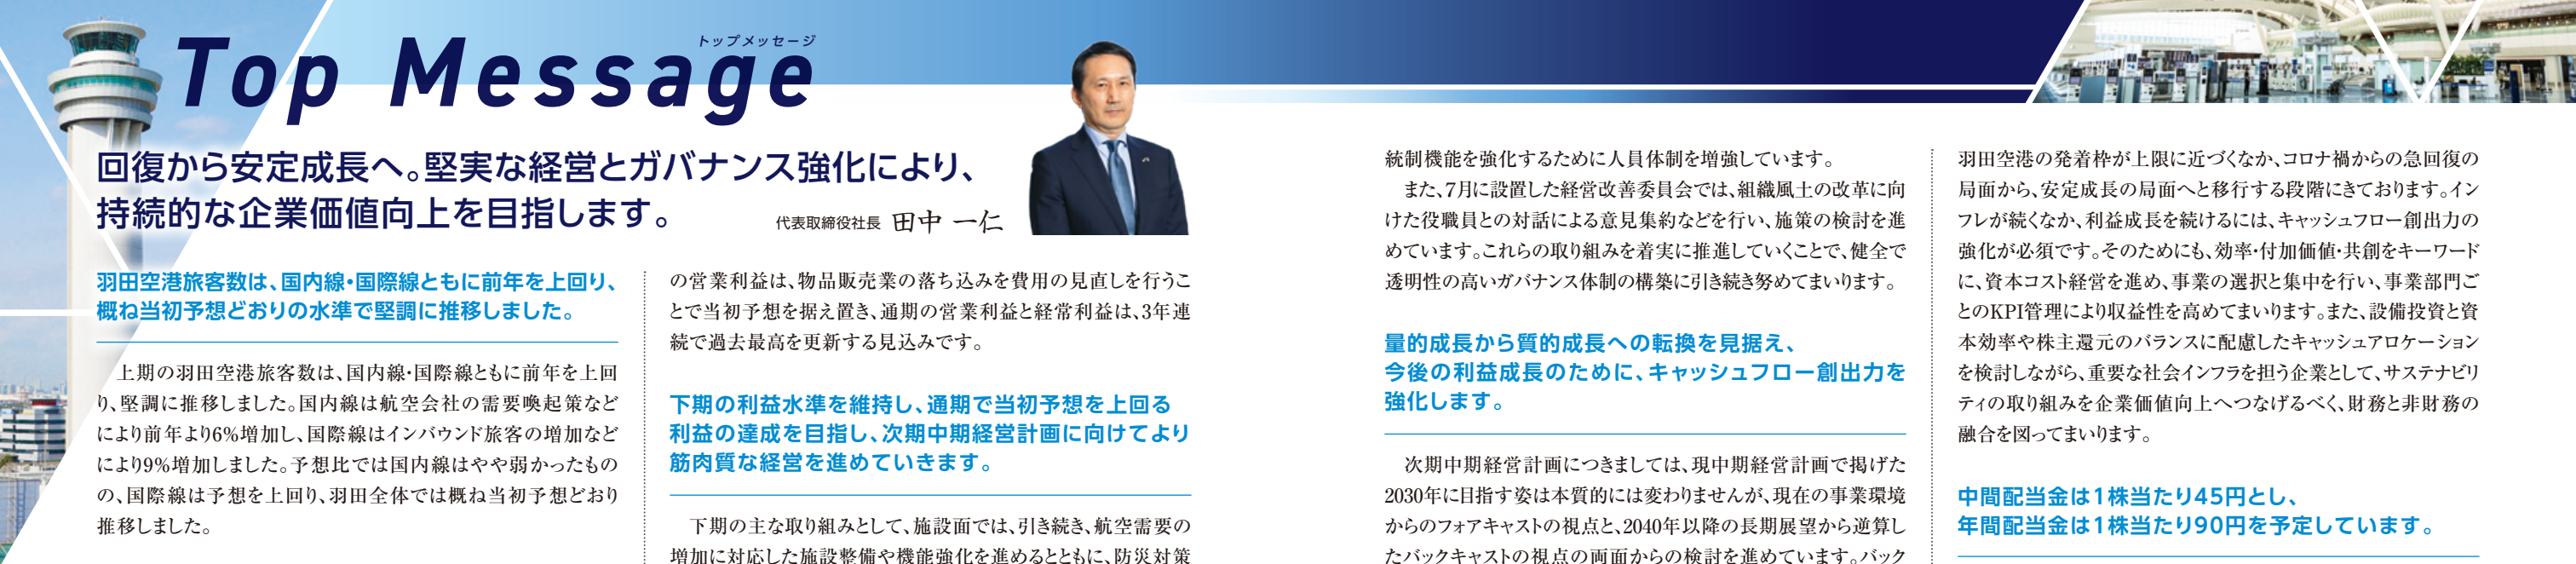 トップメッセージ
Top Message
回復から安定成長へ。堅実な経営とガバナンス強化により、
持続的な企業価値向上を目指します。
代表取締役社長 田中 一仁
羽田空港旅客数は、国内線・国際線ともに前年を上回り、
概ね当初予想どおりの水準で堅調に推移しました。
上期の羽田空港旅客数は、国内線・国際線ともに前年を上回
り、堅調に推移しました。国内線は航空会社の需要喚起策など
により前年より6%増加し、国際線はインバウンド旅客の増加など
により9%増加しました。予想比では国内線はやや弱かったもの
の、国際線は予想を上回り、羽田全体では概ね当初予想どおり
推移しました。
の営業利益は、物品販売業の落ち込みを費用の見直しを行うこ
とで当初予想を据え置き、通期の営業利益と経常利益は、3年連
続で過去最高を更新する見込みです。
下期の利益水準を維持し、通期で当初予想を上回る
利益の達成を目指し、次期中期経営計画に向けてより
筋肉質な経営を進めていきます。
下期の主な取り組みとして、施設面では、引き続き、航空需要の
増加に対応した施設整備や機能強化を進めるとともに、防災対策
統制機能を強化するために人員体制を増強しています。
また、7月に設置した経営改善委員会では、組織風土の改革に向
けた役職員との対話による意見集約などを行い、施策の検討を進
めています。これらの取り組みを着実に推進していくことで、健全で
透明性の高いガバナンス体制の構築に引き続き努めてまいります。
量的成長から質的成長への転換を見据え、
今後の利益成長のために、キャッシュフロー創出力を
強化します。
次期中期経営計画につきましては、現中期経営計画で掲げた
2030年に目指す姿は本質的には変わりませんが、現在の事業環境
からのフォアキャストの視点と、2040年以降の長期展望から逆算し
たバックキャストの視点の両面からの検討を進めています。バック
羽田空港の発着枠が上限に近づくなか、コロナ禍からの急回復の
局面から、安定成長の局面へと移行する段階にきております。イン
フレが続くなか、利益成長を続けるには、キャッシュフロー創出力の
強化が必須です。そのためにも、効率・付加価値・共創をキーワード
に、資本コスト経営を進め、事業の選択と集中を行い、事業部門ご
とのKPI管理により収益性を高めてまいります。また、設備投資と資
本効率や株主還元のバランスに配慮したキャッシュアロケーション
を検討しながら、重要な社会インフラを担う企業として、サステナビリ
ティの取り組みを企業価値向上へつなげるべく、財務と非財務の
融合を図ってまいります。
中間配当金は1株当たり45円とし、
年間配当金は1株当たり90円を予定しています。